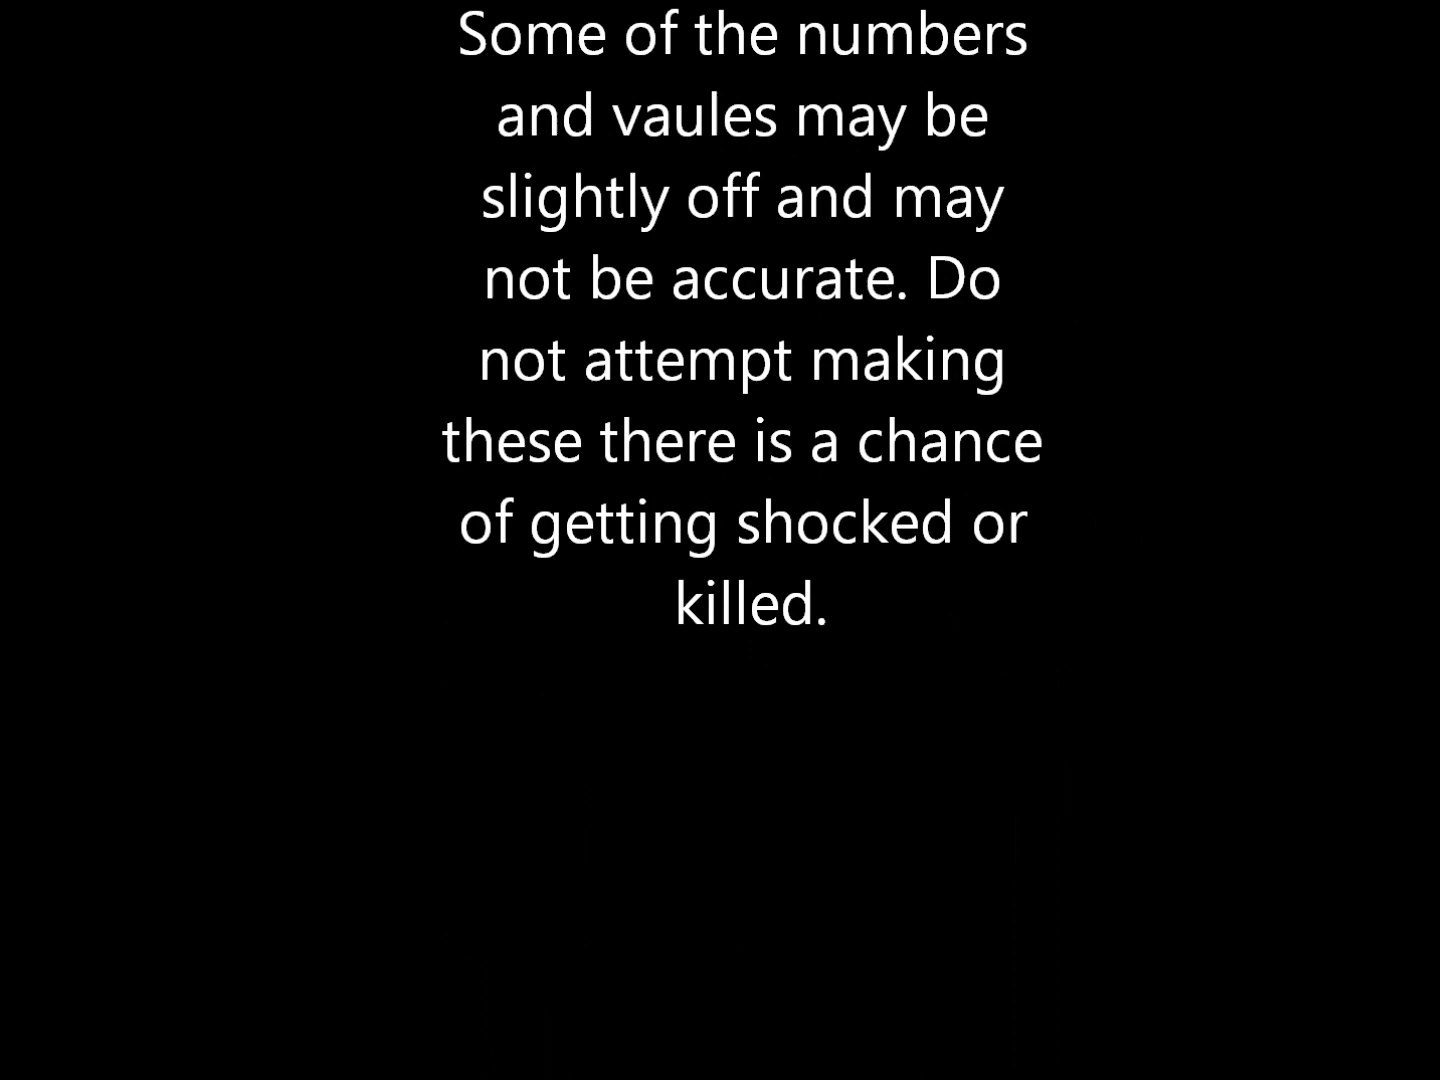 Some of the numbers
and vaules may be
slightly off and may
not be accurate. Do
not attempt making
these there is a chance
of getting shocked or
killed.